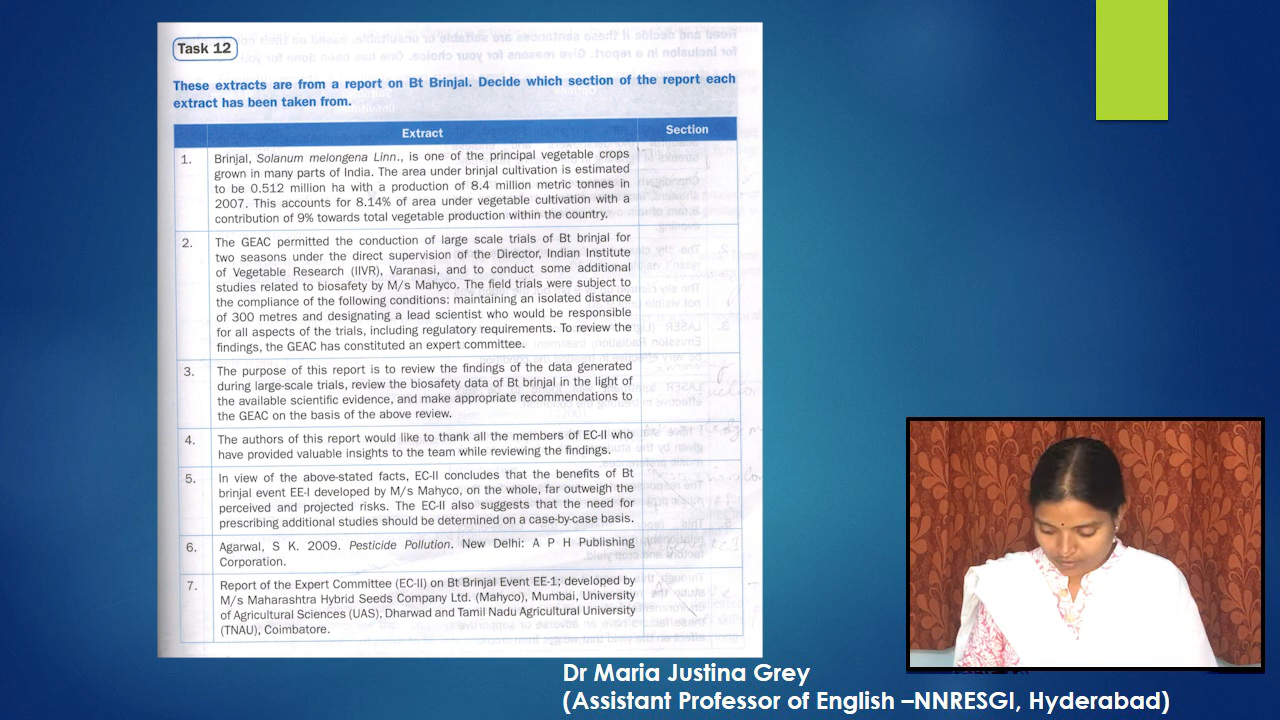 Task 12
These extracts are from a report on Bt Brinjal. Decide which section of the report each
extract has been taken from.
Extract
Section
1.
Brinjal, Solanum melongena Linn., is one of the principal vegetable crops
grown in many parts of India. The area under brinjal cultivation is estimated
to be 0.512 million ha with a production of 8.4 million metric tonnes in
2007. This accounts for 8.14% of area under vegetable cultivation with a
contribution of 9% towards total vegetable production within the country.
2.
The GEAC permitted the conduction of large scale trials of Bt brinjal for
two seasons under the direct supervision of the Director, Indian Institute
of Vegetable Research (IIVR), Varanasi, and to conduct some additional
studies related to biosafety by M/s Mahyco. The field trials were subject to
the compliance of the following conditions: maintaining an isolated distance
of 300 metres and designating a lead scientist who would be responsible
for all aspects of the trials, including regulatory requirements. To review the
findings, the GEAC has constituted an expert committee.
3.
The purpose of this report is to review the findings of the data generated
during large-scale trials, review the biosafety data of Bt brinjal in the light of
the available scientific evidence, and make appropriate recommendations to
the GEAC on the basis of the above review.
4.
The authors of this report would like to thank all the members of EC-II who
have provided valuable insights to the team while reviewing the findings.
5.
In view of the above-stated facts, EC-II concludes that the benefits of Bt
brinjal event EE-I developed by M/s Mahyco, on the whole, far outweigh the
perceived and projected risks. The EC-II also suggests that the need for
prescribing additional studies should be determined on a case-by-case basis.
6.
Agarwal, S K. 2009. Pesticide Pollution. New Delhi: A P H Publishing
Corporation.
7.
Report of the Expert Committee (EC-II) on Bt Brinjal Event EE-1; developed by
M/s Maharashtra Hybrid Seeds Company Ltd. (Mahyco), Mumbai, University
of Agricultural Sciences (UAS), Dharwad and Tamil Nadu Agricultural University
(TNAU), Coimbatore.
Dr Maria Justina Grey
(Assistant Professor of English –NNRESGI, Hyderabad)